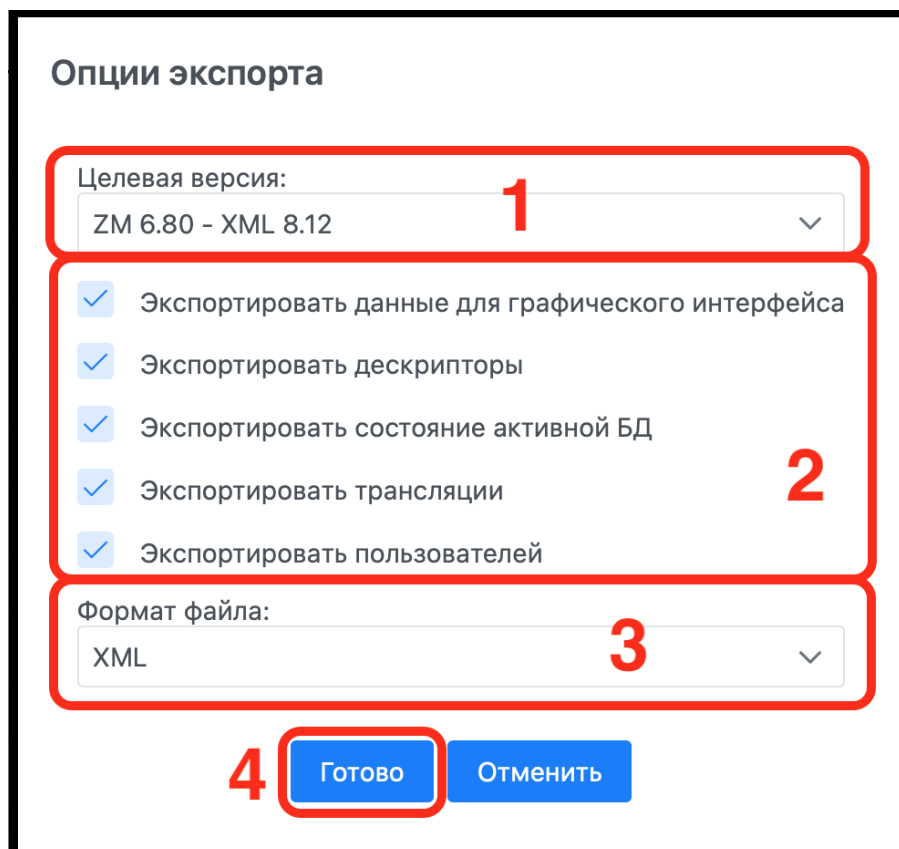 Опции экспорта
Целевая версия:
1
ZM 6.80 - XML 8.12
Экспортировать данные для графического интерфейса
Экспортировать дескрипторы
Экспортировать состояние активной БД
2
Экспортировать трансляции
Экспортировать пользователей
Формат файла:
3
XML
4 Готово Отменить